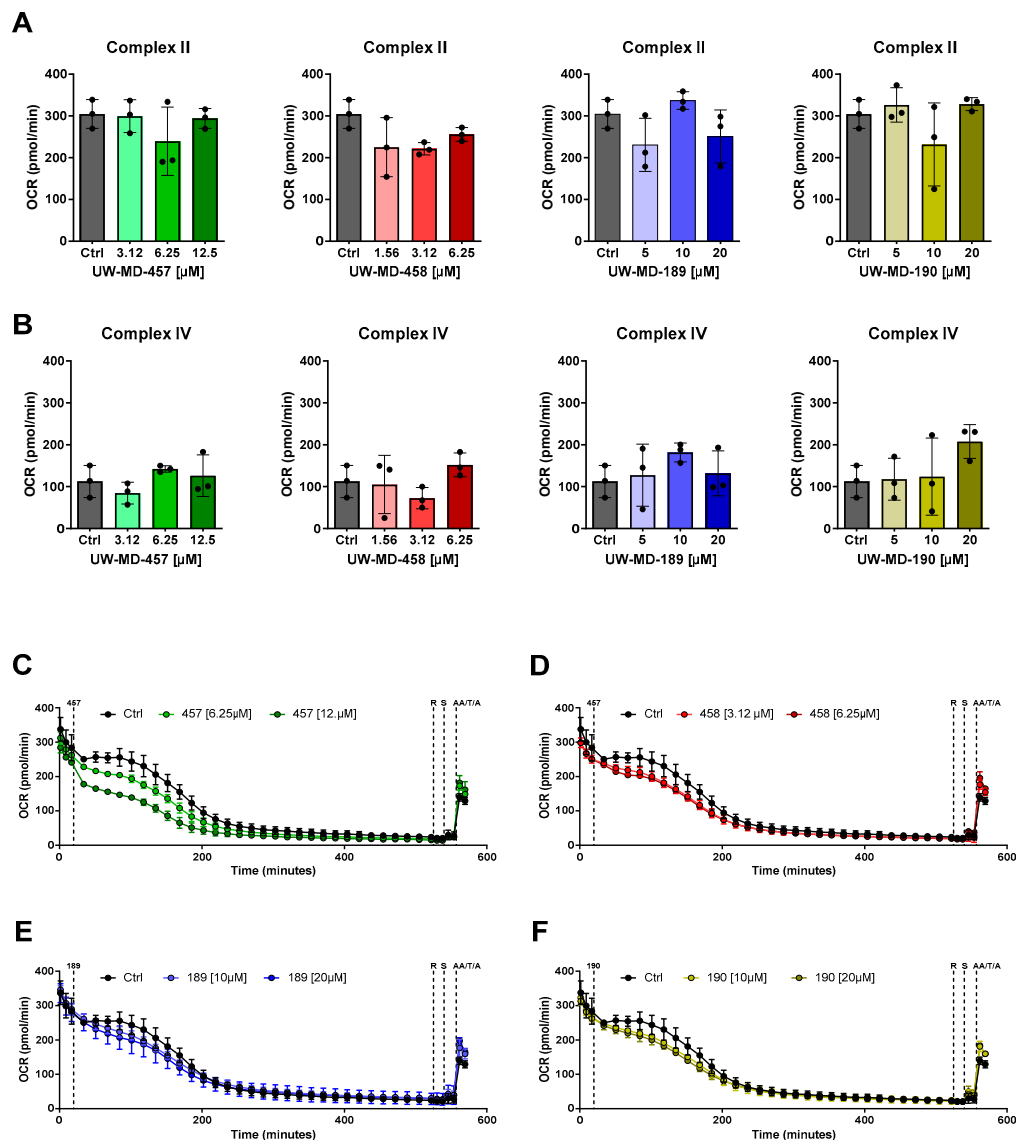 A
Complex II
Complex II
Complex II
Complex II
OCR (pmol/min)
400
300
200
100
0
Ctrl 3.12 6.25 12.5
UW-MD-457 [µM]
OCR (pmol/min)
400
300
200
100
0
Ctrl 1.56 3.12 6.25
UW-MD-458 [µM]
OCR (pmol/min)
400
300
200
100
0
Ctrl 5 10 20
UW-MD-189 [µM]
OCR (pmol/min)
400
300
200
100
0
Ctrl 5 10 20
UW-MD-190 [µM]
B
Complex IV
Complex IV
Complex IV
Complex IV
OCR (pmol/min)
400
300
200
100
0
Ctrl 3.12 6.25 12.5
UW-MD-457 [µM]
OCR (pmol/min)
400
300
200
100
0
Ctrl 1.56 3.12 6.25
UW-MD-458 [µM]
OCR (pmol/min)
400
300
200
100
0
Ctrl 5 10 20
UW-MD-189 [µM]
OCR (pmol/min)
400
300
200
100
0
Ctrl 5 10 20
UW-MD-190 [µM]
C
457 R S AA/T/A
Ctrl 457 [6.25µM] 457 [12.µM]
OCR (pmol/min)
400
300
200
100
0
0 200 400 600
Time (minutes)
D
457 R S AA/T/A
Ctrl 458 [3.12 µM] 458 [6.25µM]
OCR (pmol/min)
400
300
200
100
0
0 200 400 600
Time (minutes)
E
189 R S AA/T/A
Ctrl 189 [10µM] 189 [20µM]
OCR (pmol/min)
400
300
200
100
0
0 200 400 600
Time (minutes)
F
190 R S AA/T/A
Ctrl 190 [10µM] 190 [20µM]
OCR (pmol/min)
400
300
200
100
0
0 200 400 600
Time (minutes)